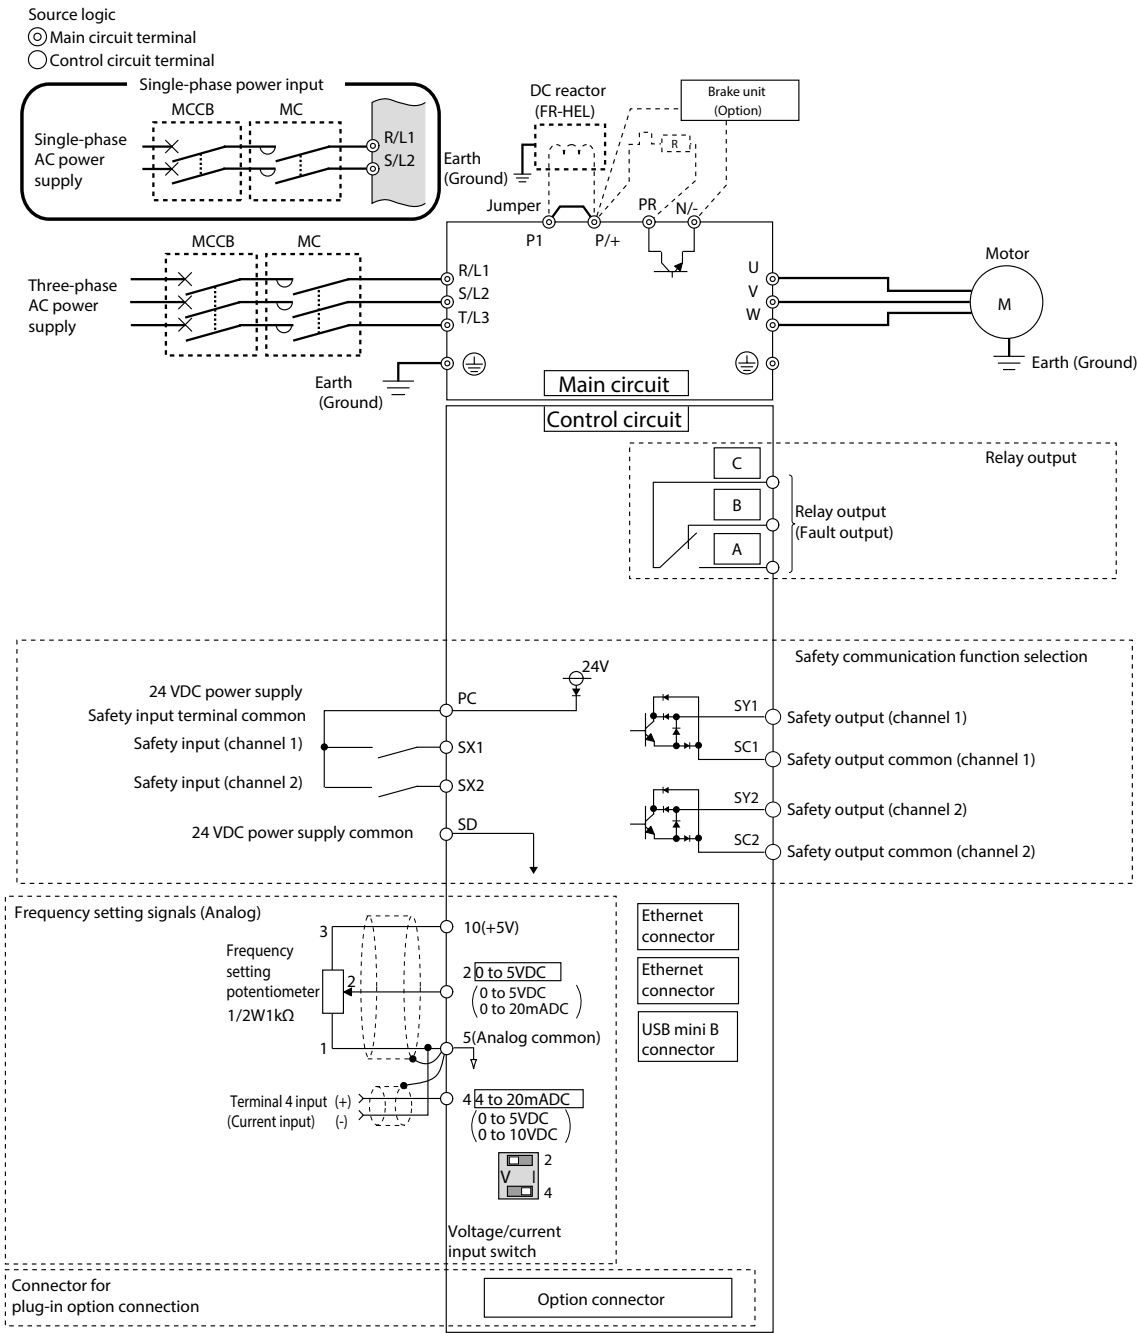 Source logic
Main circuit terminal
Control circuit terminal
Single-phase power input
MCCB
MC
Single-phase
AC power
supply
R/L1
S/L2
DC reactor
(FR-HEL)
Brake unit
(Option)
R
Earth
(Ground)
Jumper
P1
P/+
PR
N/-
MCCB
MC
Three-phase
AC power
supply
R/L1
S/L2
T/L3
Earth
(Ground)
U
V
W
Motor
M
Earth (Ground)
Main circuit
Control circuit
Relay output
C
B
A
Relay output
(Fault output)
Safety communication function selection
24V
24 VDC power supply
Safety input terminal common
PC
Safety input (channel 1)
SX1
Safety input (channel 2)
SX2
24 VDC power supply common
SD
SY1
Safety output (channel 1)
SC1
Safety output common (channel 1)
SY2
Safety output (channel 2)
SC2
Safety output common (channel 2)
Frequency setting signals (Analog)
3
10(+5V)
Frequency
setting
potentiometer
1/2W1kΩ
2
2 0 to 5VDC
(0 to 5VDC
0 to 20mADC)
1
5(Analog common)
Terminal 4 input (+)
(Current input) (-)
4 4 to 20mADC
(0 to 5VDC
0 to 10VDC)
2
V I
4
Voltage/current
input switch
Ethernet
connector
Ethernet
connector
USB mini B
connector
Connector for
plug-in option connection
Option connector